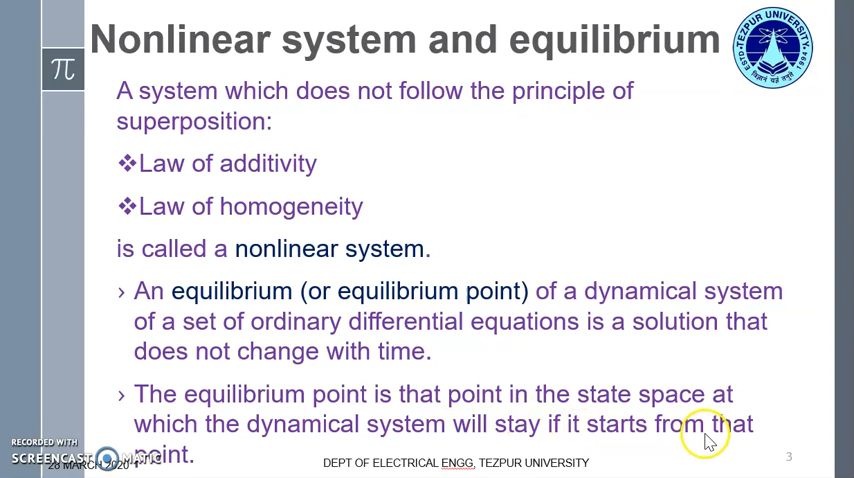 Nonlinear system and equilibrium
TEZPUR UNIVERSITY
ESTD 1994
π
A system which does not follow the principle of
superposition:
❖Law of additivity
❖Law of homogeneity
is called a nonlinear system.
› An equilibrium (or equilibrium point) of a dynamical system
of a set of ordinary differential equations is a solution that
does not change with time.
› The equilibrium point is that point in the state space at
which the dynamical system will stay if it starts from that
point.
RECORDED WITH
SCREENCAST MATIC
28 MARCH 2020
DEPT OF ELECTRICAL ENGG, TEZPUR UNIVERSITY
3